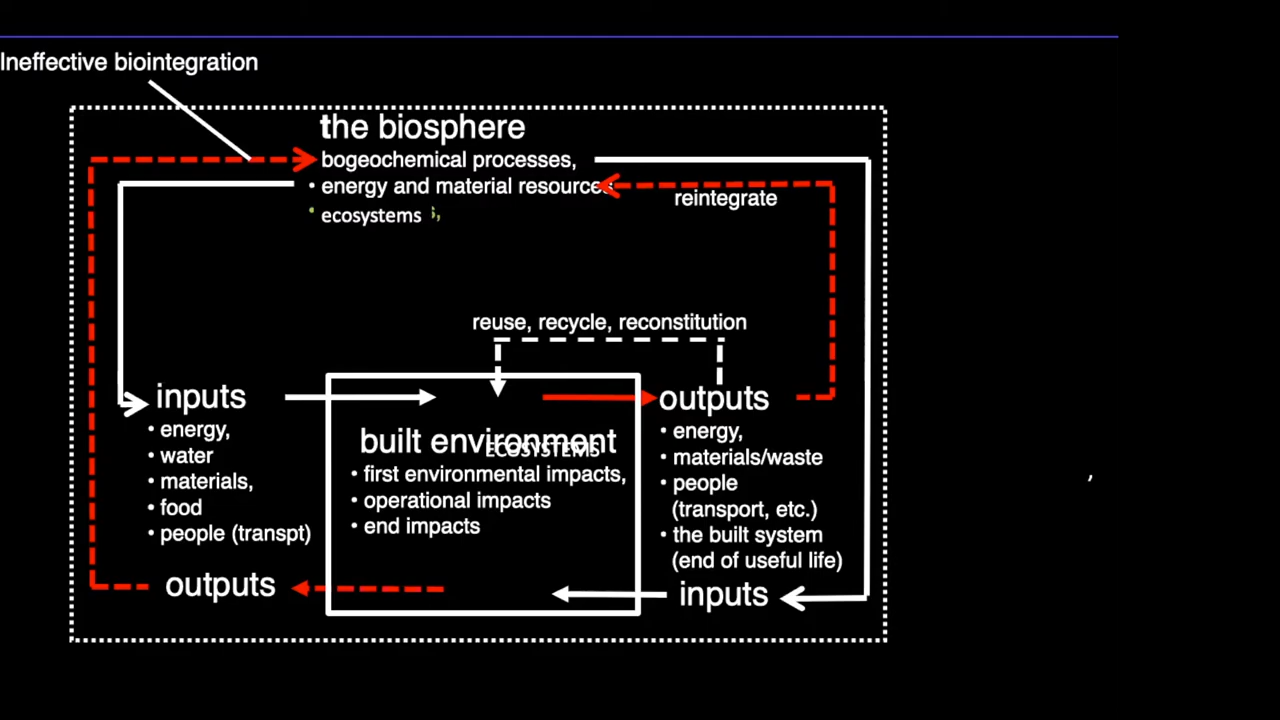 Ineffective biointegration
the biosphere
bogeochemical processes,
• energy and material resources
reintegrate
• ecosystems s,
reuse, recycle, reconstitution
inputs
• energy,
• water
• materials,
• food
• people (transpt)
outputs
built environment
ECOSYSTEMS
• first environmental impacts,
• operational impacts
• end impacts
outputs
• energy,
• materials/waste
• people
(transport, etc.)
• the built system
(end of useful life)
inputs
,